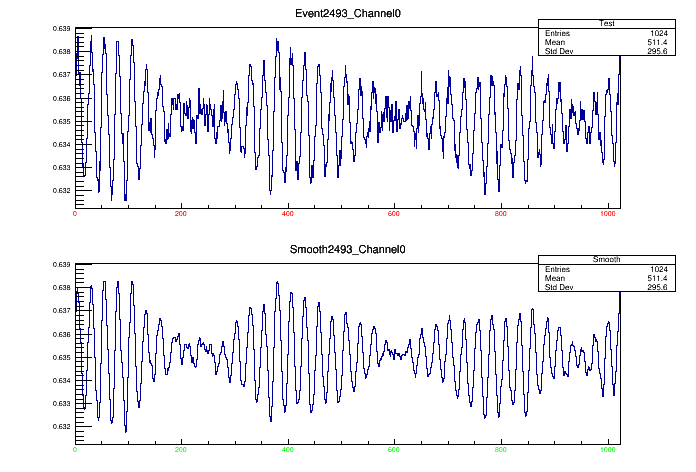 Event2493_Channel0
Test
Entries 1024
Mean 511.4
Std Dev 295.6
0.639
0.638
0.637
0.636
0.635
0.634
0.633
0.632
0 200 400 600 800 1000
Smooth2493_Channel0
Smooth
Entries 1024
Mean 511.4
Std Dev 295.6
0.639
0.638
0.637
0.636
0.635
0.634
0.633
0.632
0 200 400 600 800 1000